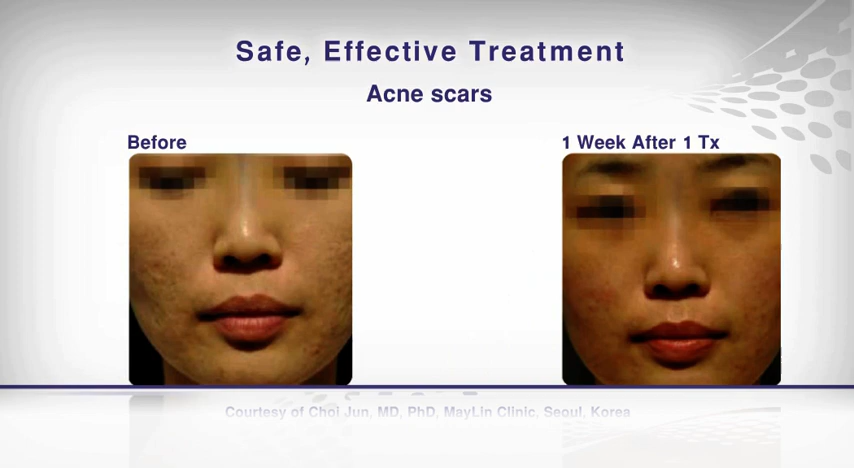 Safe, Effective Treatment
Acne scars
Before
1 Week After 1 Tx
Courtesy of Choi Jun, MD, PhD, MayLin Clinic, Seoul, Korea